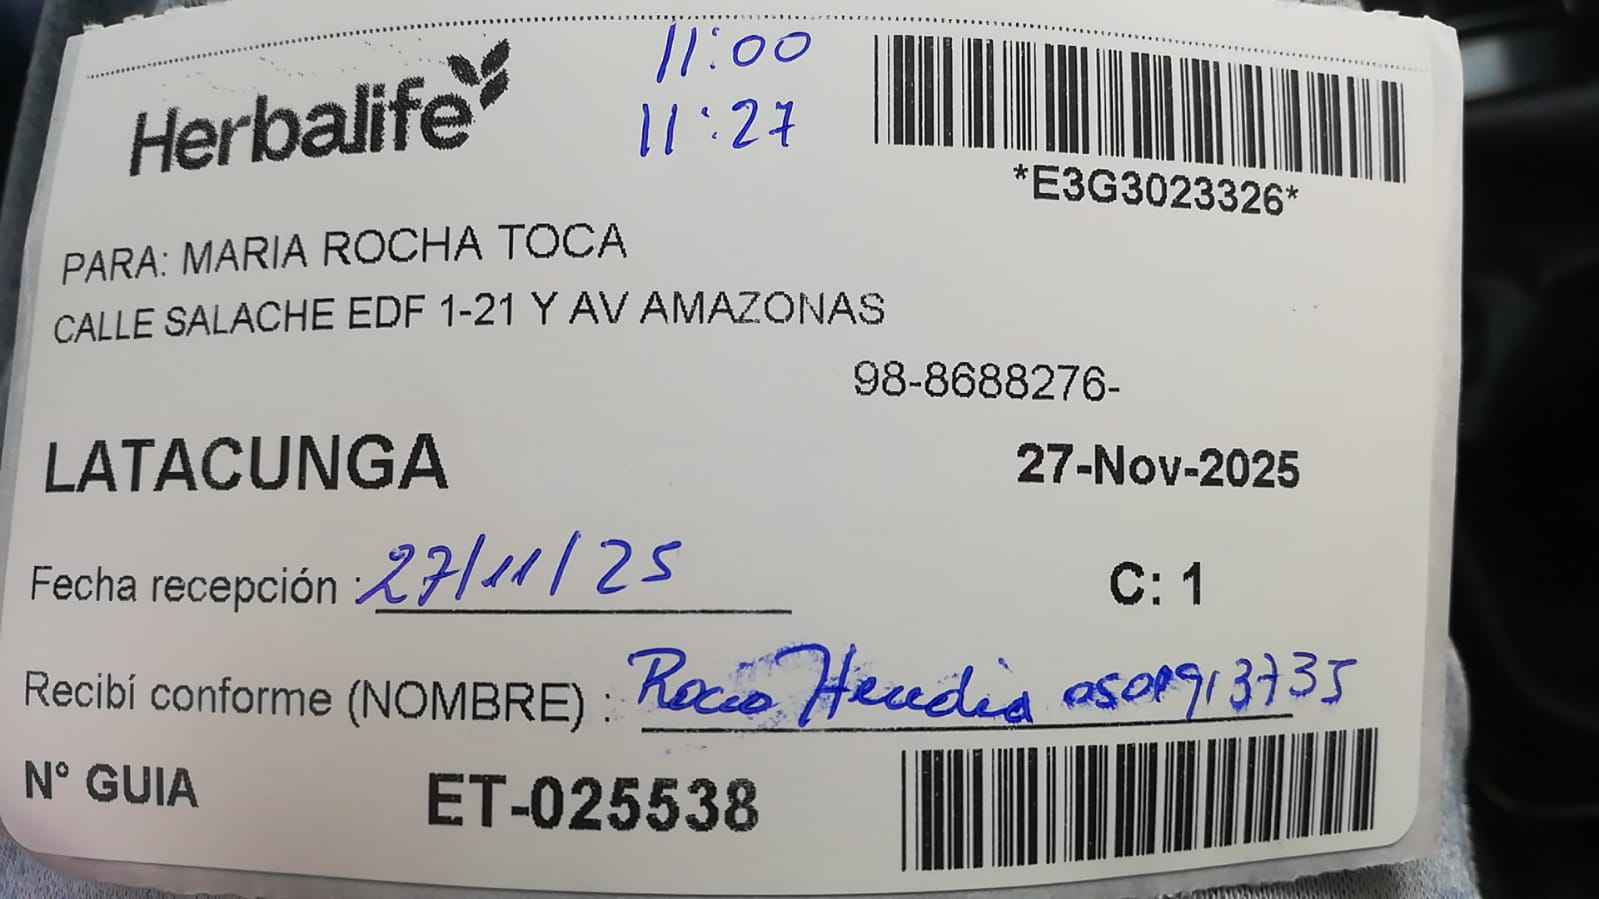 Herbalife
11:00
11:27
*E3G3023326*
PARA: MARIA ROCHA TOCA
CALLE SALACHE EDF 1-21 Y AV AMAZONAS
98-8688276-
LATACUNGA
27-Nov-2025
Fecha recepción : 27/11/25
C: 1
Recibí conforme (NOMBRE) : Rocio
N° GUIA ET-025538